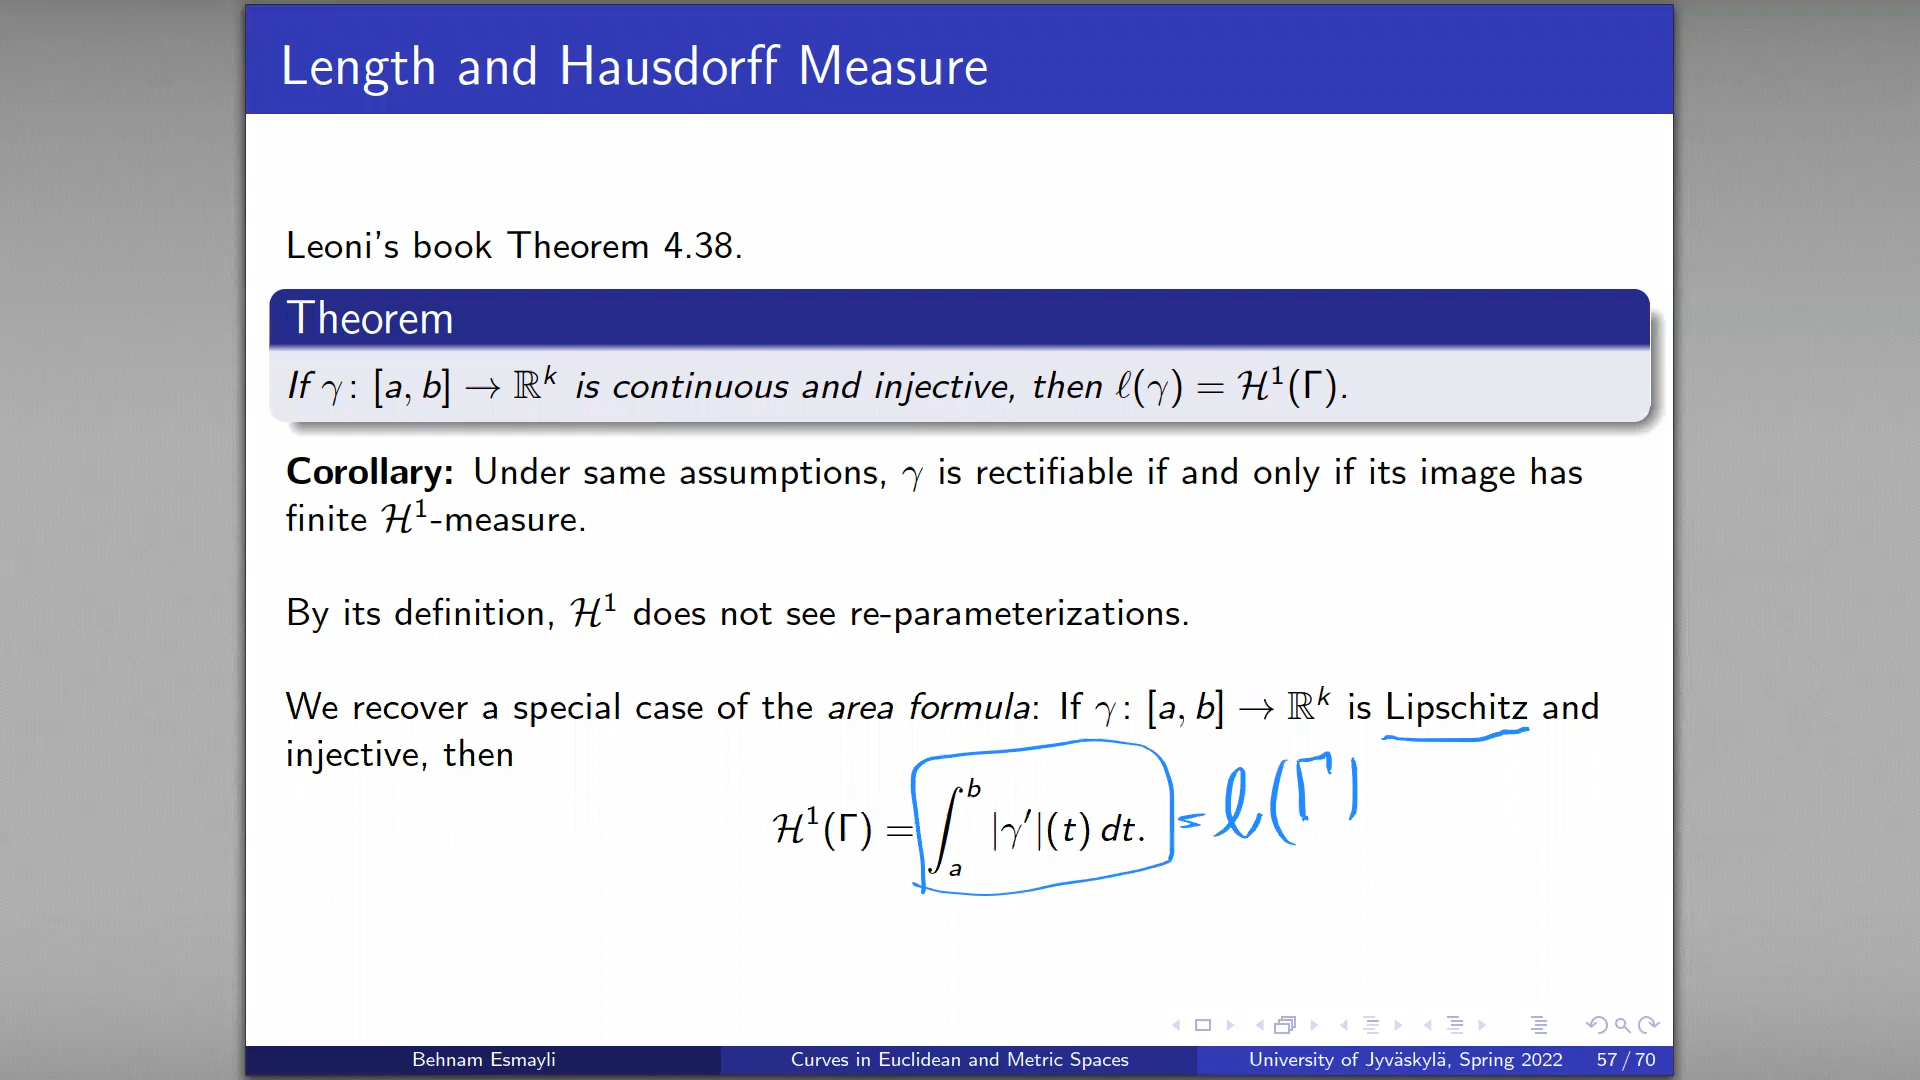 Length and Hausdorff Measure
Leoni's book Theorem 4.38.
Theorem
If γ : [a, b] → ℝᵏ is continuous and injective, then ℓ(γ) = ℋ¹(Γ).
Corollary: Under same assumptions, γ is rectifiable if and only if its image has
finite ℋ¹-measure.
By its definition, ℋ¹ does not see re-parameterizations.
We recover a special case of the area formula: If γ : [a, b] → ℝᵏ is Lipschitz and
injective, then
ℋ¹(Γ) = ∫ₐᵇ |γ′|(t) dt. = ℓ(Γ)
Behnam Esmayli Curves in Euclidean and Metric Spaces University of Jyväskylä, Spring 2022 57 / 70